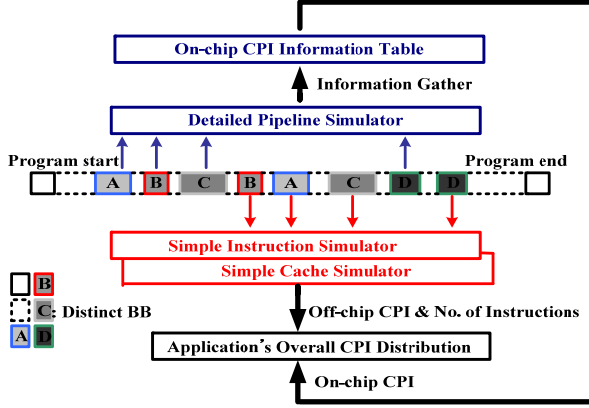 On-chip CPI Information Table
Information Gather
Detailed Pipeline Simulator
Program start
Program end
A B C B A C D D
Simple Instruction Simulator
Simple Cache Simulator
B
C : Distinct BB
A D
Off-chip CPI & No. of Instructions
Application's Overall CPI Distribution
On-chip CPI